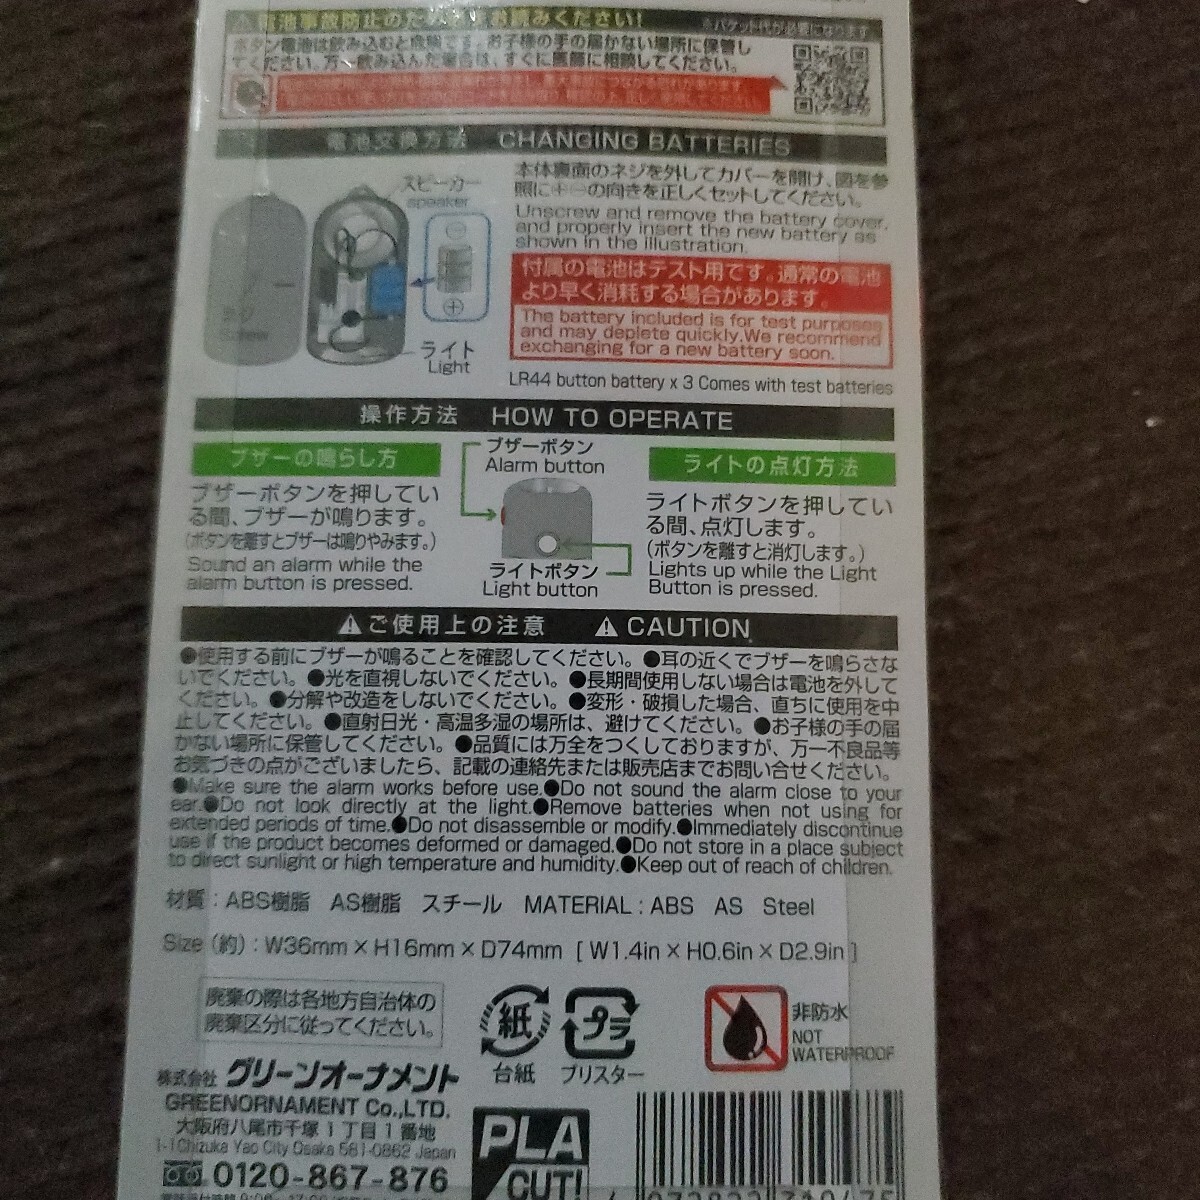 ⚠電池事故防止のため必ずお読みください!
※パケット代が必要になります
ボタン電池は飲み込むと危険です。お子様の手の届かない場所に保管し
てください。万一飲み込んだ場合は、すぐに医師に相談してください。
電池交換方法 CHANGING BATTERIES
スピーカー
speaker
ネジ
Screw
ライト
Light
本体裏面のネジを外してカバーを開け、図を参
照に⊕⊖の向きを正しくセットしてください。
Unscrew and remove the battery cover,
and properly insert the new battery as
shown in the illustration.
付属の電池はテスト用です。通常の電池
より早く消耗する場合があります。
The battery included is for test purposes
and may deplete quickly.We recommend
exchanging for a new battery soon.
LR44 button battery x 3 Comes with test batteries
操作方法 HOW TO OPERATE
ブザーの鳴らし方
ブザーボタンを押してい
る間、ブザーが鳴ります。
(ボタンを離すとブザーは鳴りやみます。)
Sound an alarm while the
alarm button is pressed.
ブザーボタン
Alarm button
ライトボタン
Light button
ライトの点灯方法
ライトボタンを押してい
る間、点灯します。
(ボタンを離すと消灯します。)
Lights up while the Light
Button is pressed.
⚠ご使用上の注意 ⚠CAUTION
●使用する前にブザーが鳴ることを確認してください。●耳の近くでブザーを鳴らさな
いでください。●光を直視しないでください。●長期間使用しない場合は電池を外して
ください。●分解や改造をしないでください。●変形・破損した場合、直ちに使用を中
止してください。●直射日光・高温多湿の場所は、避けてください。●お子様の手の届
かない場所に保管してください。●品質には万全をつくしておりますが、万一不良品等
お気づきの点がございましたら、記載の連絡先または販売店までお問い合せください。
●Make sure the alarm works before use.●Do not sound the alarm close to your
ear.●Do not look directly at the light.●Remove batteries when not using for
extended periods of time.●Do not disassemble or modify.●Immediately discontinue
use if the product becomes deformed or damaged.●Do not store in a place subject
to direct sunlight or high temperature and humidity.●Keep out of reach of children.
材質:ABS樹脂 AS樹脂 スチール MATERIAL:ABS AS Steel
Size (約):W36mm×H16mm×D74mm [W1.4in×H0.6in×D2.9in]
廃棄の際は各地方自治体の
廃棄区分に従ってください。
紙
台紙
プラ
ブリスター
非防水
NOT
WATERPROOF
株式会社 グリーンオーナメント
GREENORNAMENT Co.,LTD.
大阪府八尾市千塚1丁目1番地
1-1Chizuka Yao City Osaka 581-0862 Japan
0120-867-876
PLA
CUT!